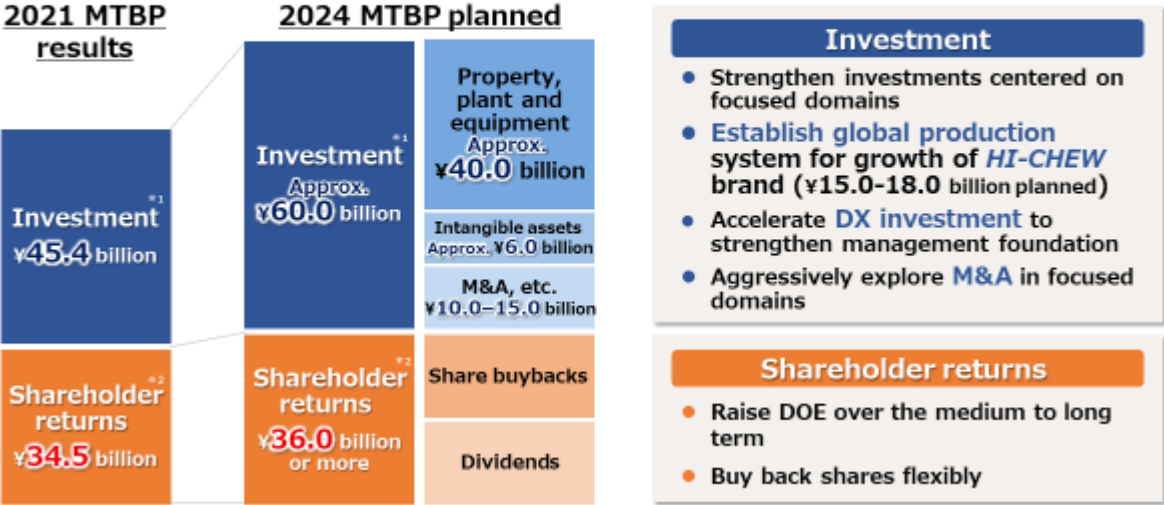 2021 MTBP
results
2024 MTBP planned
Investment *1
¥45.4 billion
Shareholder *2
returns
¥34.5 billion
Investment *1
Approx.
¥60.0 billion
Shareholder *2
returns
¥36.0 billion
or more
Property,
plant and
equipment
Approx.
¥40.0 billion
Intangible assets
Approx. ¥6.0 billion
M&A, etc.
¥10.0–15.0 billion
Share buybacks
Dividends
Investment
• Strengthen investments centered on
focused domains
• Establish global production
system for growth of HI-CHEW
brand (¥15.0-18.0 billion planned)
• Accelerate DX investment to
strengthen management foundation
• Aggressively explore M&A in focused
domains
Shareholder returns
• Raise DOE over the medium to long
term
• Buy back shares flexibly